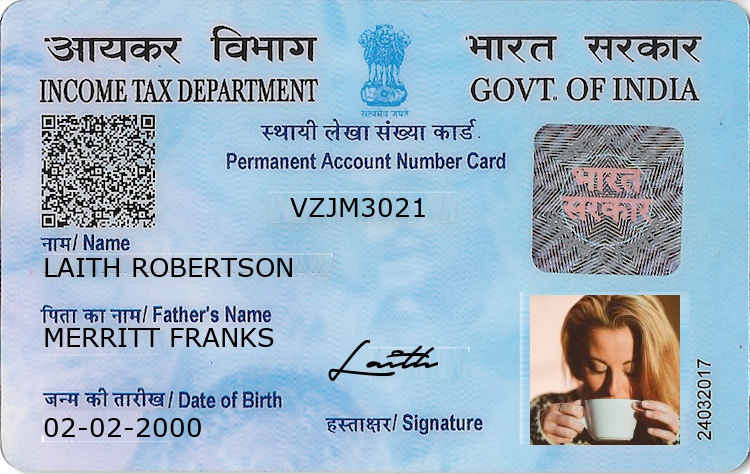 आयकर विभाग
INCOME TAX DEPARTMENT
सत्यमेव जयते
भारत सरकार
GOVT. OF INDIA
स्थायी लेखा संख्या कार्ड
Permanent Account Number Card
VZJM3021
भारत
सरकार
नाम/ Name
LAITH ROBERTSON
पिता का नाम/ Father's Name
MERRITT FRANKS
Laith
जन्म की तारीख/ Date of Birth
02-02-2000
हस्ताक्षर/ Signature
24032017